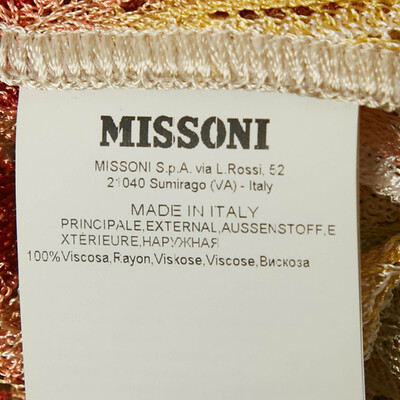 MISSONI
MISSONI S.p.A. via L.Rossi, 52
21040 Sumirago (VA) - Italy
MADE IN ITALY
PRINCIPALE,EXTERNAL,AUSSENSTOFF,E
XTÉRIEURE,НАРУЖНАЯ
100%Viscosa,Rayon,Viskose,Viscose,Вискоза